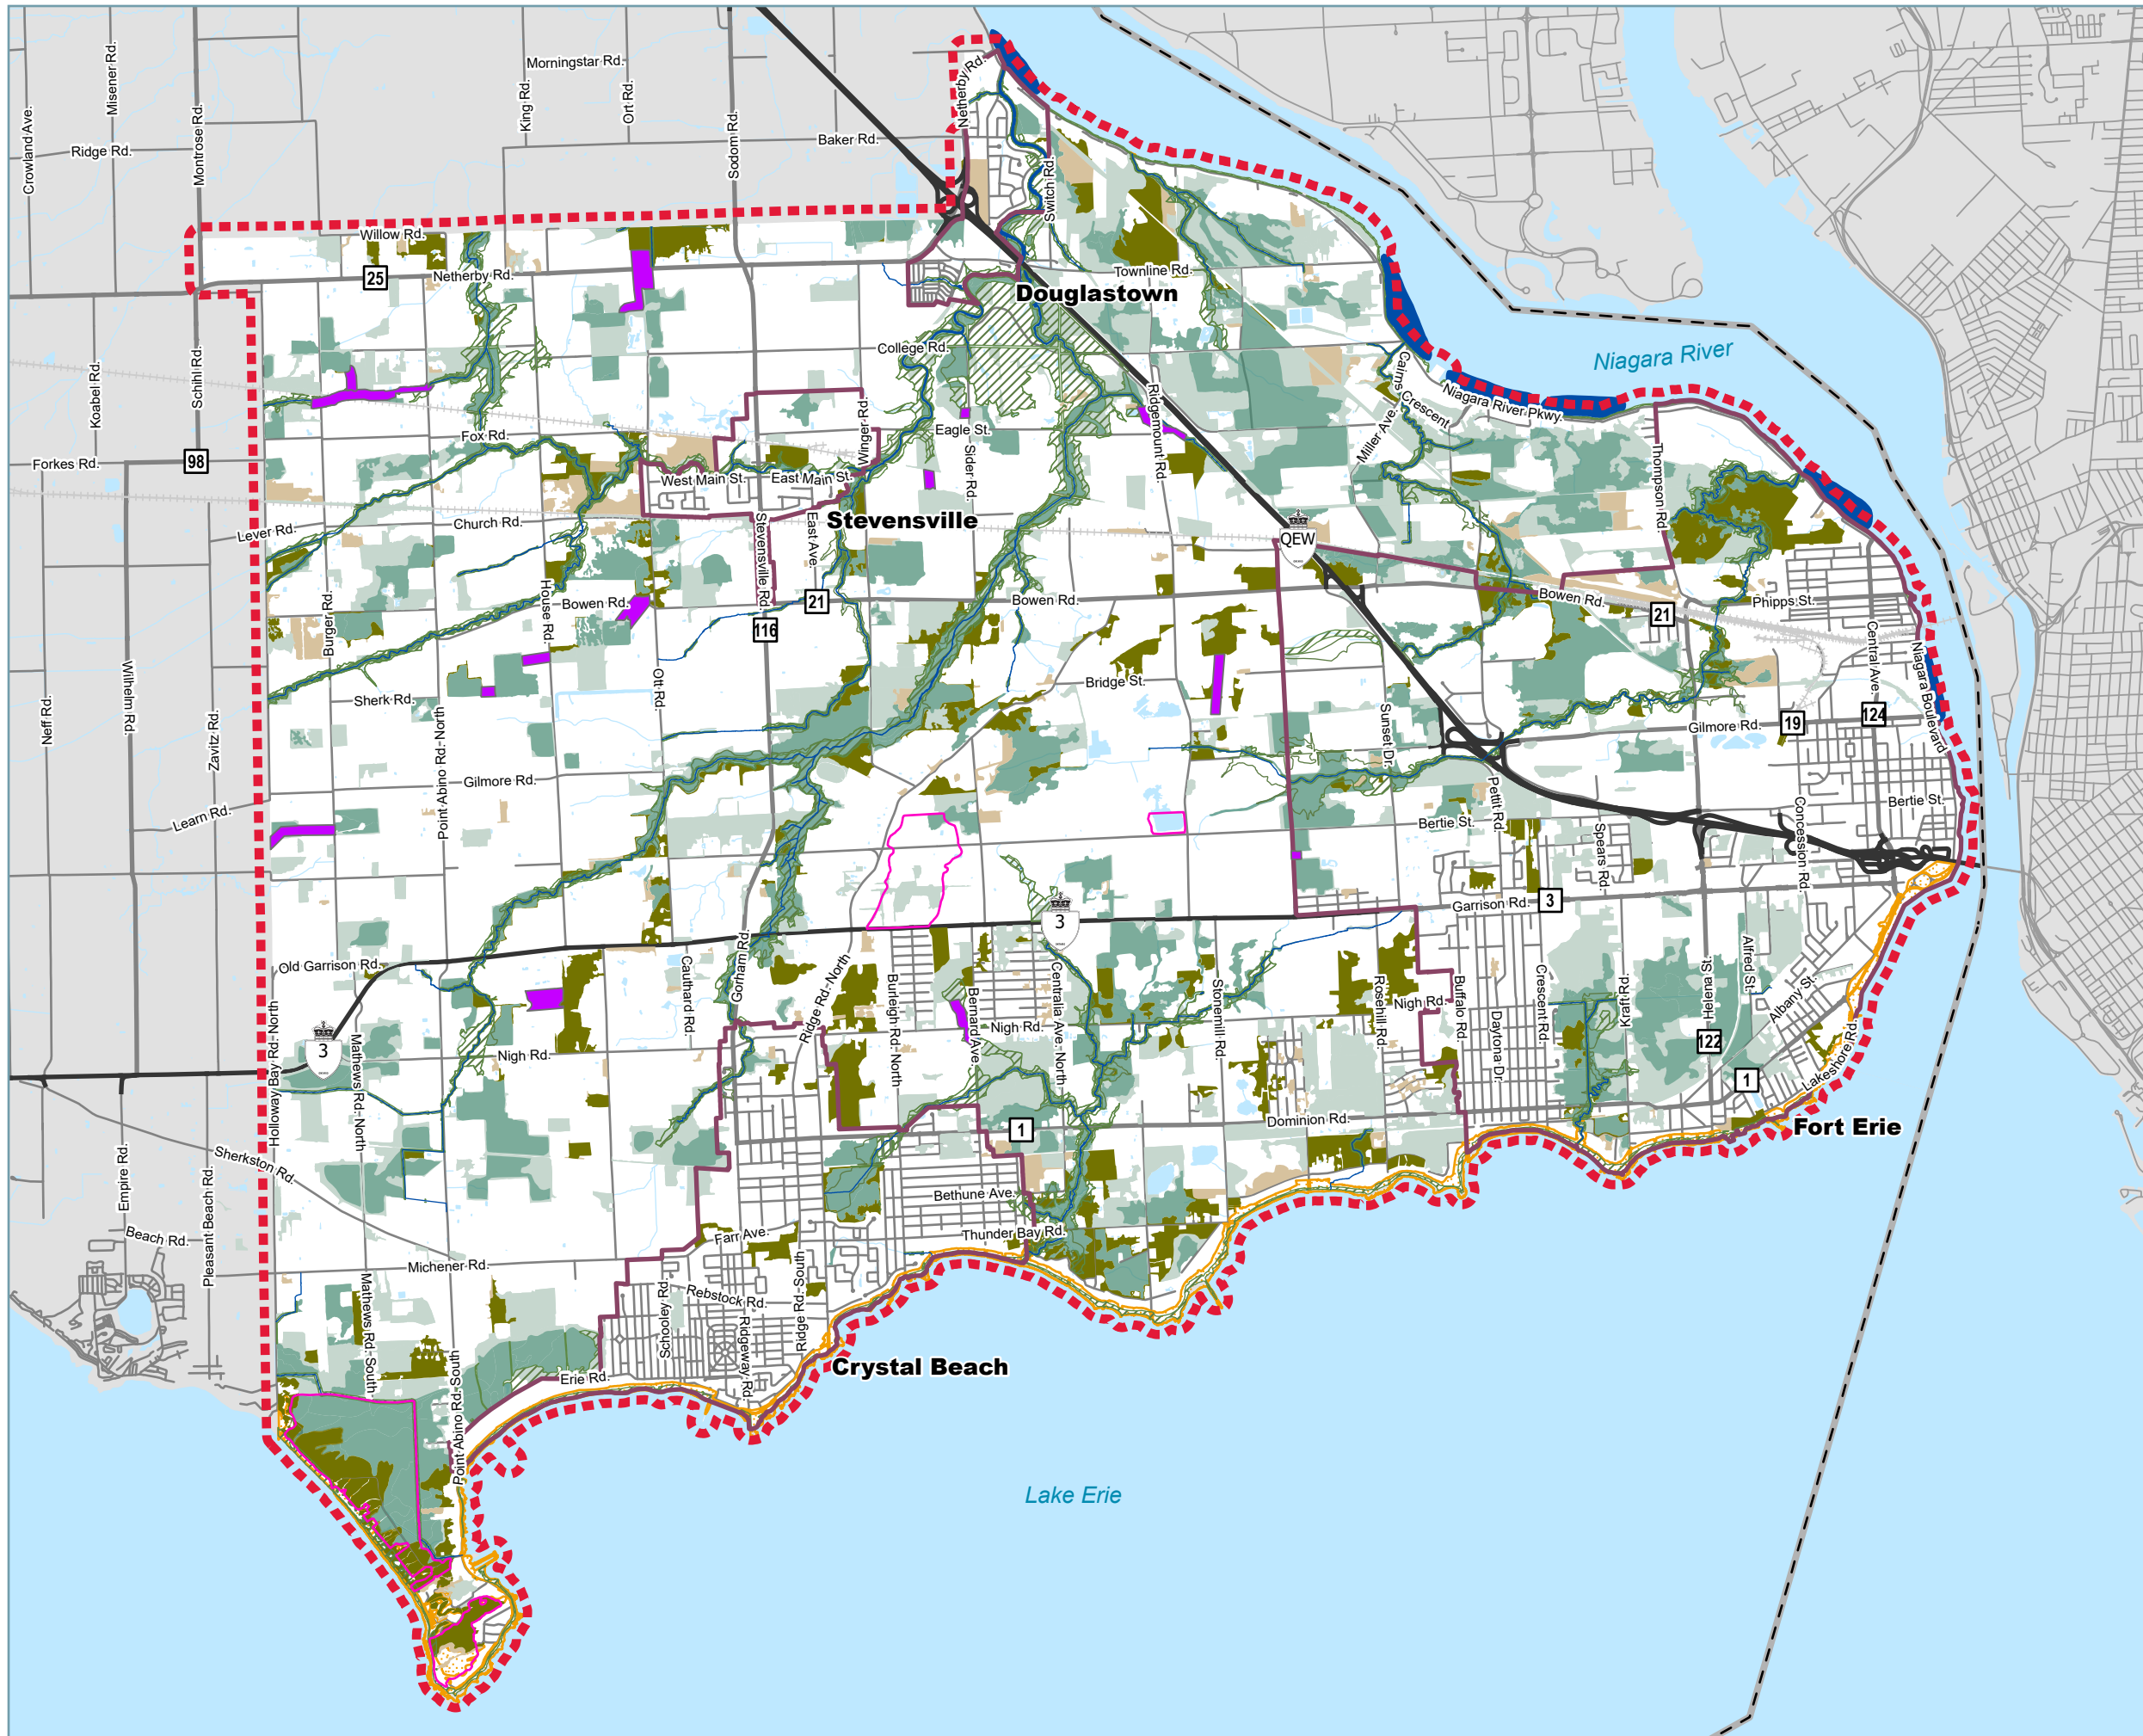 Crowland Ave.
Misener Rd.
Ridge Rd.
Montrose Rd.
Morningstar Rd.
King Rd.
Ort Rd.
Sodom Rd.
Baker Rd.
Netherby Rd.
Switch Rd.
Willow Rd.
25
Netherby Rd.
Townline Rd.
Douglastown
Niagara River
College Rd.
Koabel Rd.
Schihl Rd.
Cairns Crescent
Niagara River Pkwy.
Ridgemount Rd.
Miller Ave.
Winger Rd.
Eagle St.
Sider Rd.
Fox Rd.
Forkes Rd.
98
West Main St.
East Main St.
Thompson Rd.
Stevensville
Lever Rd.
Church Rd.
Stevensville Rd.
East Ave.
QEW
House Rd.
Bowen Rd.
21
Bowen Rd.
Bowen Rd.
21
Phipps St.
116
Burger Rd.
Central Ave.
Niagara Boulevard
Wilhelm Rd.
Neff Rd.
Zavitz Rd.
Sherk Rd.
Ott Rd.
Bridge St.
Sunset Dr.
Gilmore Rd.
19
124
Point Abino Rd. North
Gilmore Rd.
Learn Rd.
Pettit Rd.
Bertie St.
Bertie St.
Spears Rd.
Concession Rd.
Garrison Rd.
3
3
Old Garrison Rd.
Gorham Rd.
Cauthard Rd.
Ridge Rd. North
Burleigh Rd. North
Bernard Ave.
Centralia Ave. North
Stonemill Rd.
Rosehill Rd.
Buffalo Rd.
Nigh Rd.
Daytona Dr.
Crescent Rd.
Kraft Rd.
Helena St.
Alfred St.
Albany St.
Holloway Bay Rd. North
3
Mathews Rd. North
Nigh Rd.
Nigh Rd.
122
1
Lakeshore Rd.
1
Dominion Rd.
Fort Erie
Sherkston Rd.
Empire Rd.
Pleasant Beach Rd.
Beach Rd.
Bethune Ave.
Thunder Bay Rd.
Farr Ave.
Michener Rd.
Mathews Rd. South
Schooley Rd.
Rebstock Rd.
Ridgeway Rd.
Ridge Rd. South
Crystal Beach
Erie Rd.
Point Abino Rd. South
Lake Erie